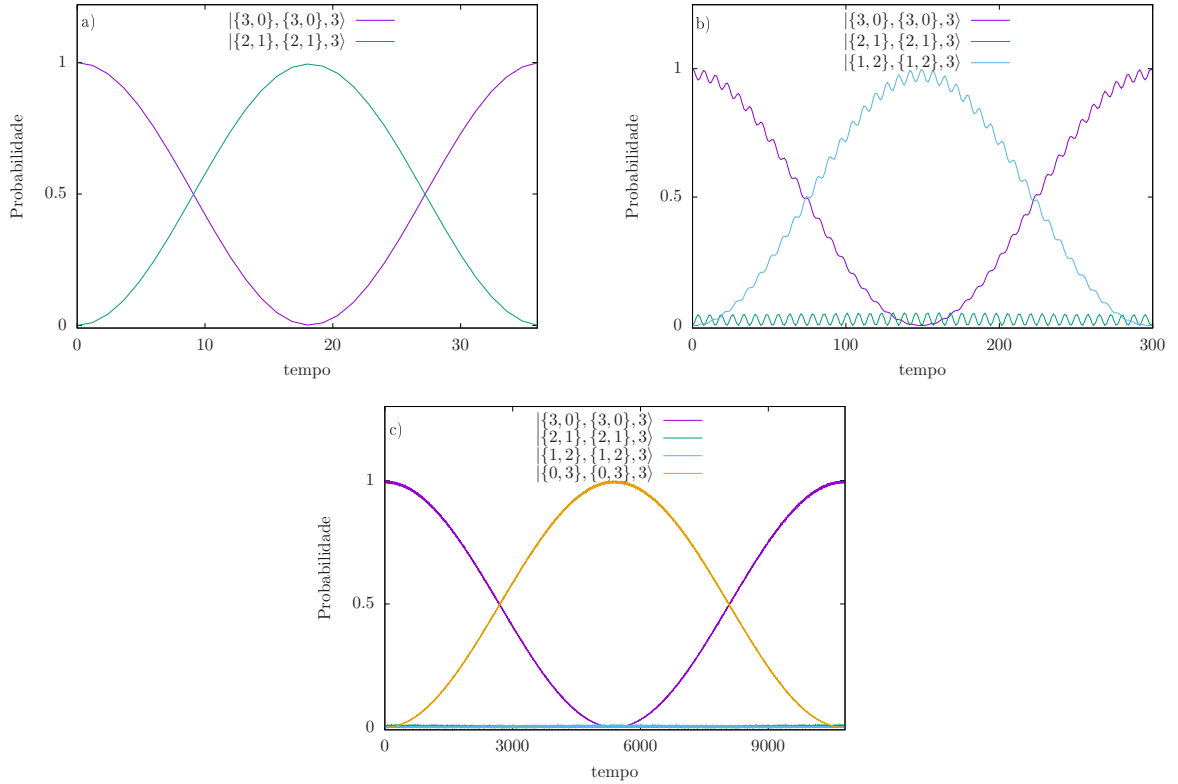 a)
|{3, 0}, {3, 0}, 3⟩
|{2, 1}, {2, 1}, 3⟩
Probabilidade
1
0.5
0
0 10 20 30
tempo
b)
|{3, 0}, {3, 0}, 3⟩
|{2, 1}, {2, 1}, 3⟩
|{1, 2}, {1, 2}, 3⟩
Probabilidade
1
0.5
0
0 100 200 300
tempo
c)
|{3, 0}, {3, 0}, 3⟩
|{2, 1}, {2, 1}, 3⟩
|{1, 2}, {1, 2}, 3⟩
|{0, 3}, {0, 3}, 3⟩
Probabilidade
1
0.5
0
0 3000 6000 9000
tempo